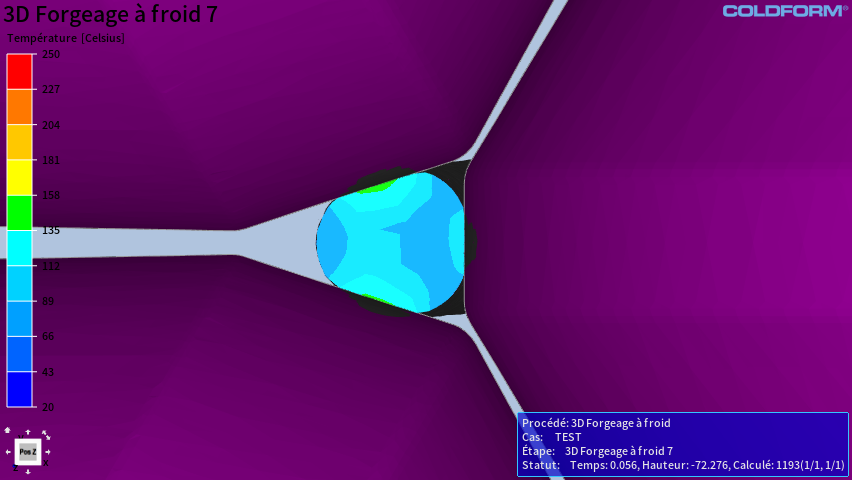 3D Forgeage à froid 7
COLDFORM®
Température [Celsius]
250
227
204
181
158
135
112
89
66
43
20
Pos Z
Z
X
Procédé: 3D Forgeage à froid
Cas: TEST
Étape: 3D Forgeage à froid 7
Statut: Temps: 0.056, Hauteur: -72.276, Calculé: 1193(1/1, 1/1)